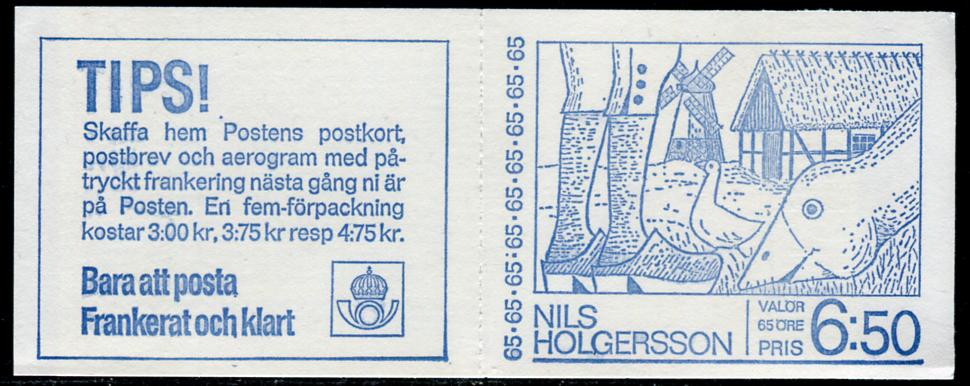 TIPS!
Skaffa hem Postens postkort,
postbrev och aerogram med på-
tryckt frankering nästa gång ni är
på Posten. En fem-förpackning
kostar 3:00 kr, 3:75 kr resp 4:75 kr.
Bara att posta
Frankerat och klart
65·65·65·65·65·65·65·65·65·65
NILS
HOLGERSSON
VALÖR
65 ÖRE
PRIS
6:50